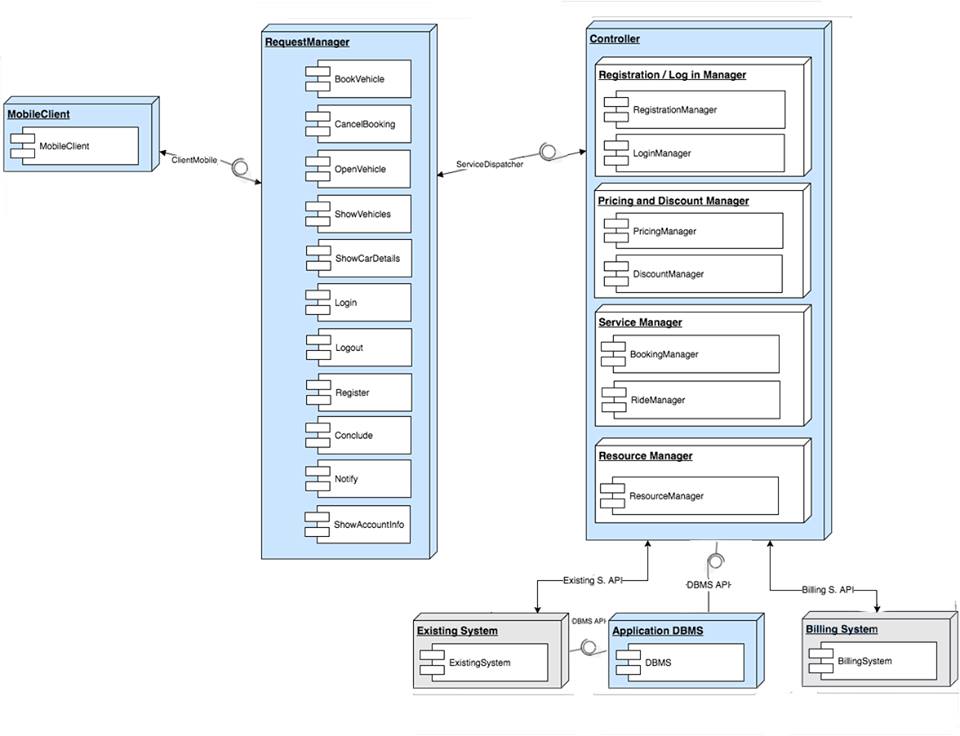 MobileClient
MobileClient
ClientMobile
RequestManager
BookVehicle
CancelBooking
OpenVehicle
ShowVehicles
ShowCarDetails
Login
Logout
Register
Conclude
Notify
ShowAccountInfo
ServiceDispatcher
Controller
Registration / Log in Manager
RegistrationManager
LoginManager
Pricing and Discount Manager
PricingManager
DiscountManager
Service Manager
BookingManager
RideManager
Resource Manager
ResourceManager
Existing S. API
DBMS API
Billing S. API
Existing System
ExistingSystem
DBMS API
Application DBMS
DBMS
Billing System
BillingSystem